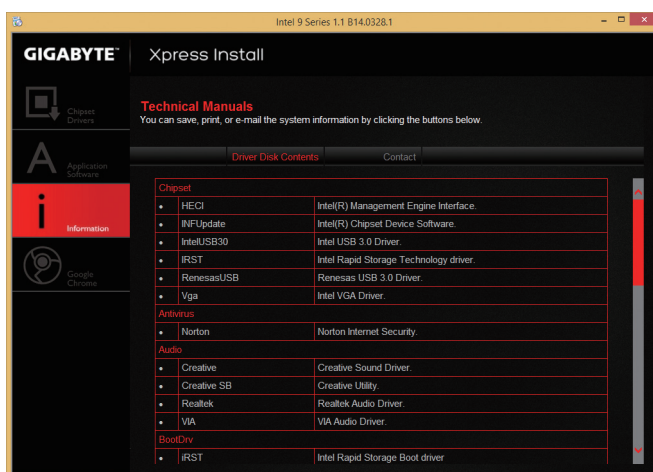 Intel 9 Series 1.1 B14.0328.1
GIGABYTE™ Xpress Install
Chipset
Drivers
Application
Software
Information
Google
Chrome
Technical Manuals
You can save, print, or e-mail the system information by clicking the buttons below.
Driver Disk Contents Contact
Chipset
• HECI Intel(R) Management Engine Interface.
• INFUpdate Intel(R) Chipset Device Software.
• IntelUSB30 Intel USB 3.0 Driver.
• IRST Intel Rapid Storage Technology driver.
• RenesasUSB Renesas USB 3.0 Driver.
• Vga Intel VGA Driver.
Antivirus
• Norton Norton Internet Security.
Audio
• Creative Creative Sound Driver.
• Creative SB Creative Utility.
• Realtek Realtek Audio Driver.
• VIA VIA Audio Driver.
BootDrv
• iRST Intel Rapid Storage Boot driver